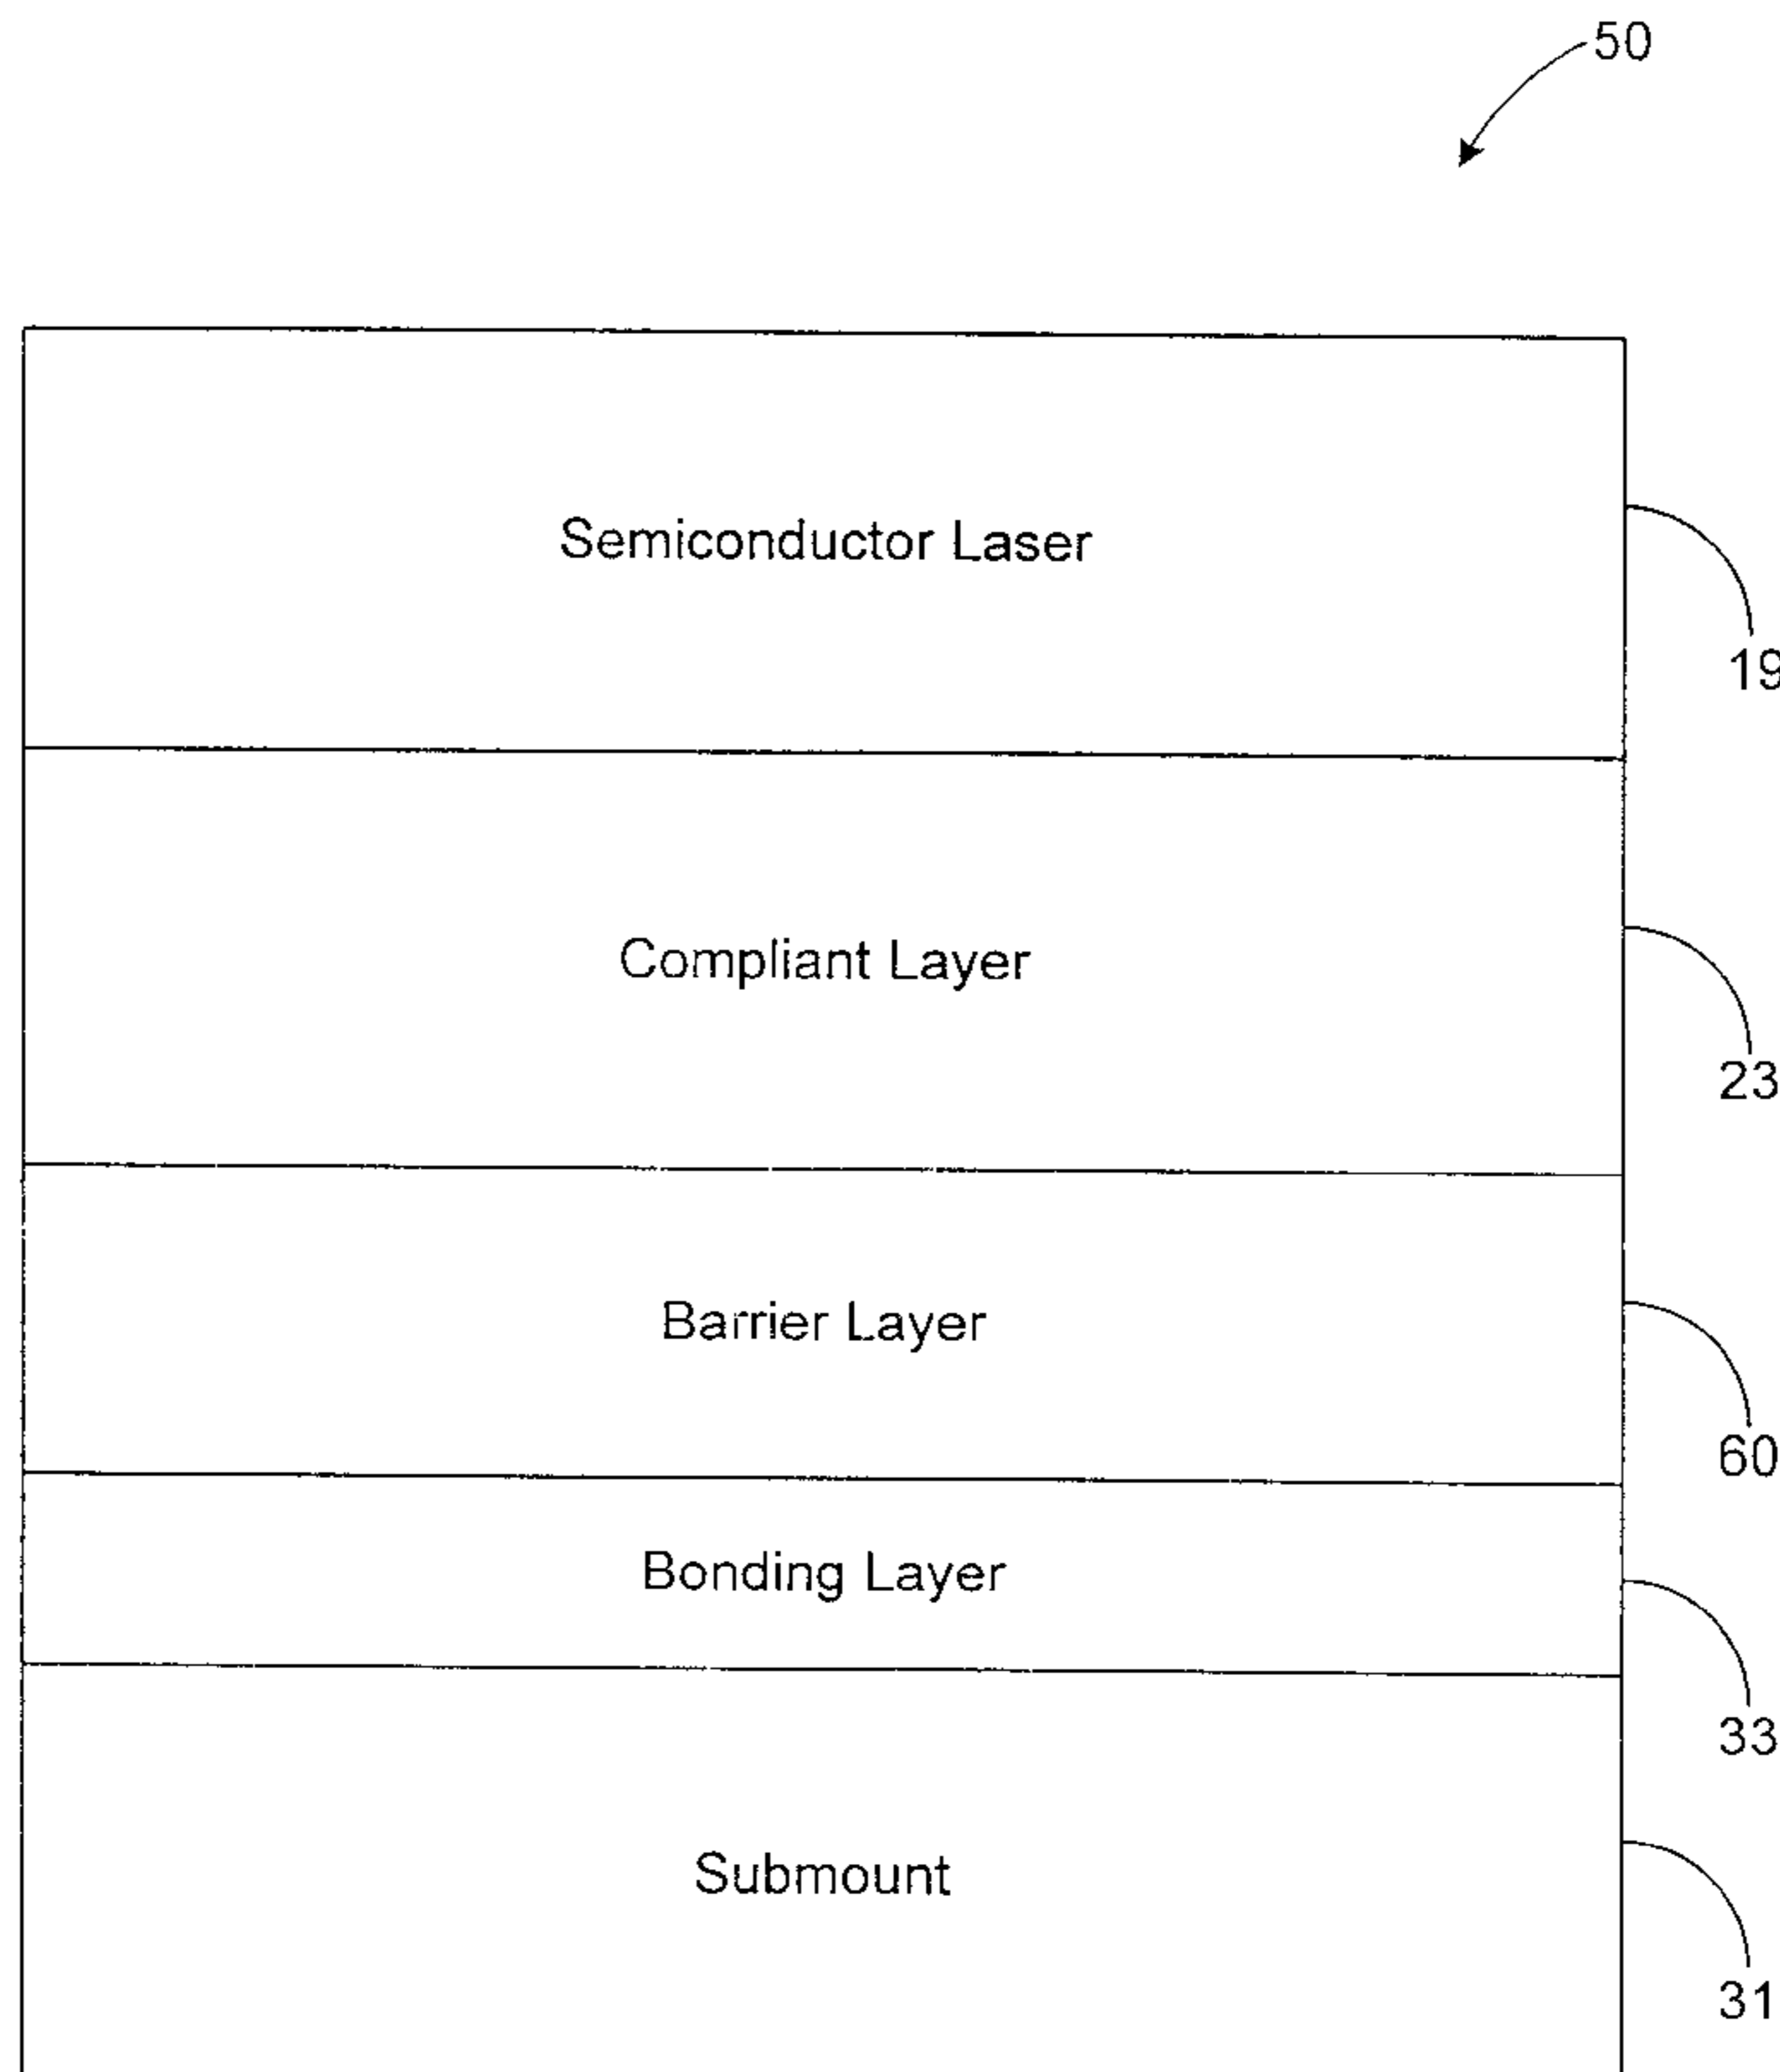 50
Semiconductor Laser
19
Compliant Layer
23
Barrier Layer
60
Bonding Layer
33
Submount
31